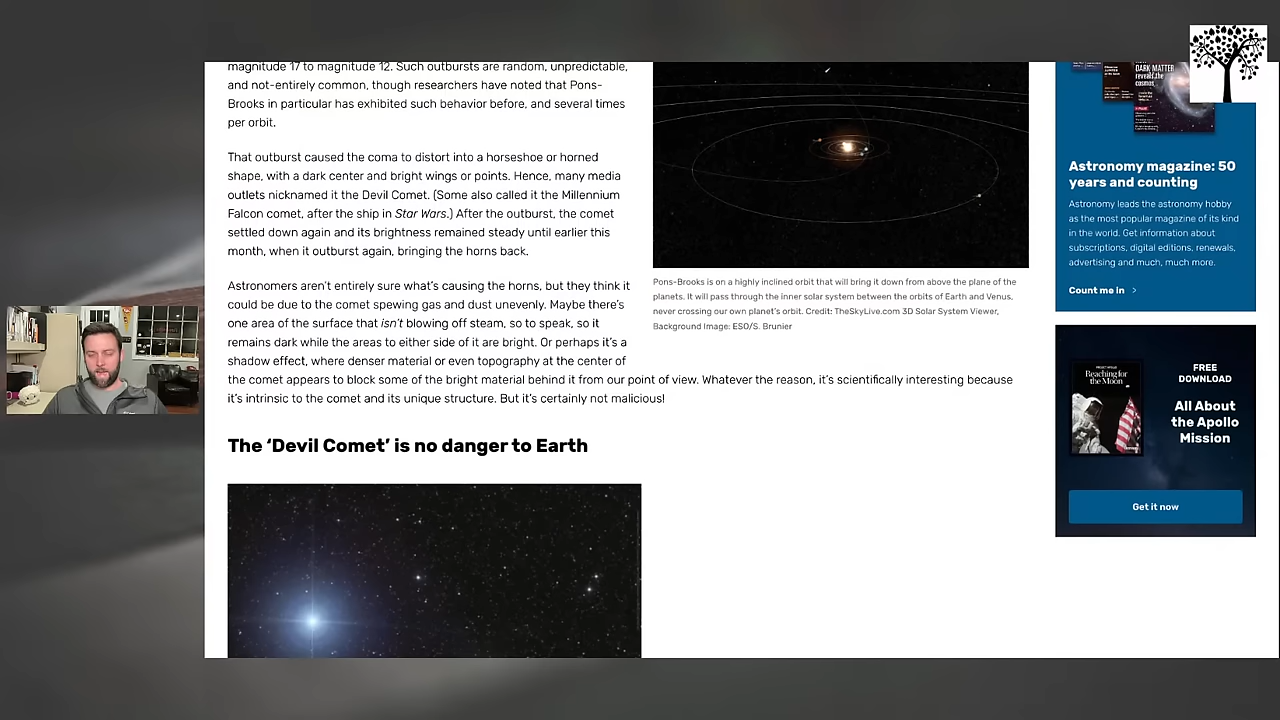 magnitude 17 to magnitude 12. Such outbursts are random, unpredictable,
and not-entirely common, though researchers have noted that Pons-
Brooks in particular has exhibited such behavior before, and several times
per orbit.
That outburst caused the coma to distort into a horseshoe or horned
shape, with a dark center and bright wings or points. Hence, many media
outlets nicknamed it the Devil Comet. (Some also called it the Millennium
Falcon comet, after the ship in Star Wars.) After the outburst, the comet
settled down again and its brightness remained steady until earlier this
month, when it outburst again, bringing the horns back.
Astronomers aren't entirely sure what's causing the horns, but they think it
could be due to the comet spewing gas and dust unevenly. Maybe there's
one area of the surface that isn't blowing off steam, so to speak, so it
remains dark while the areas to either side of it are bright. Or perhaps it's a
shadow effect, where denser material or even topography at the center of
the comet appears to block some of the bright material behind it from our point of view. Whatever the reason, it's scientifically interesting because
it's intrinsic to the comet and its unique structure. But it's certainly not malicious!
The 'Devil Comet' is no danger to Earth
Pons-Brooks is on a highly inclined orbit that will bring it down from above the plane of the
planets. It will pass through the inner solar system between the orbits of Earth and Venus,
never crossing our own planet's orbit. Credit: TheSkyLive.com 3D Solar System Viewer,
Background Image: ESO/S. Brunier
DARK MATTER
reveals the
cosmos
Astronomy magazine: 50
years and counting
Astronomy leads the astronomy hobby
as the most popular magazine of its kind
in the world. Get information about
subscriptions, digital editions, renewals,
advertising and much, much more.
Count me in >
Reaching for
the Moon
FREE
DOWNLOAD
All About
the Apollo
Mission
Get it now